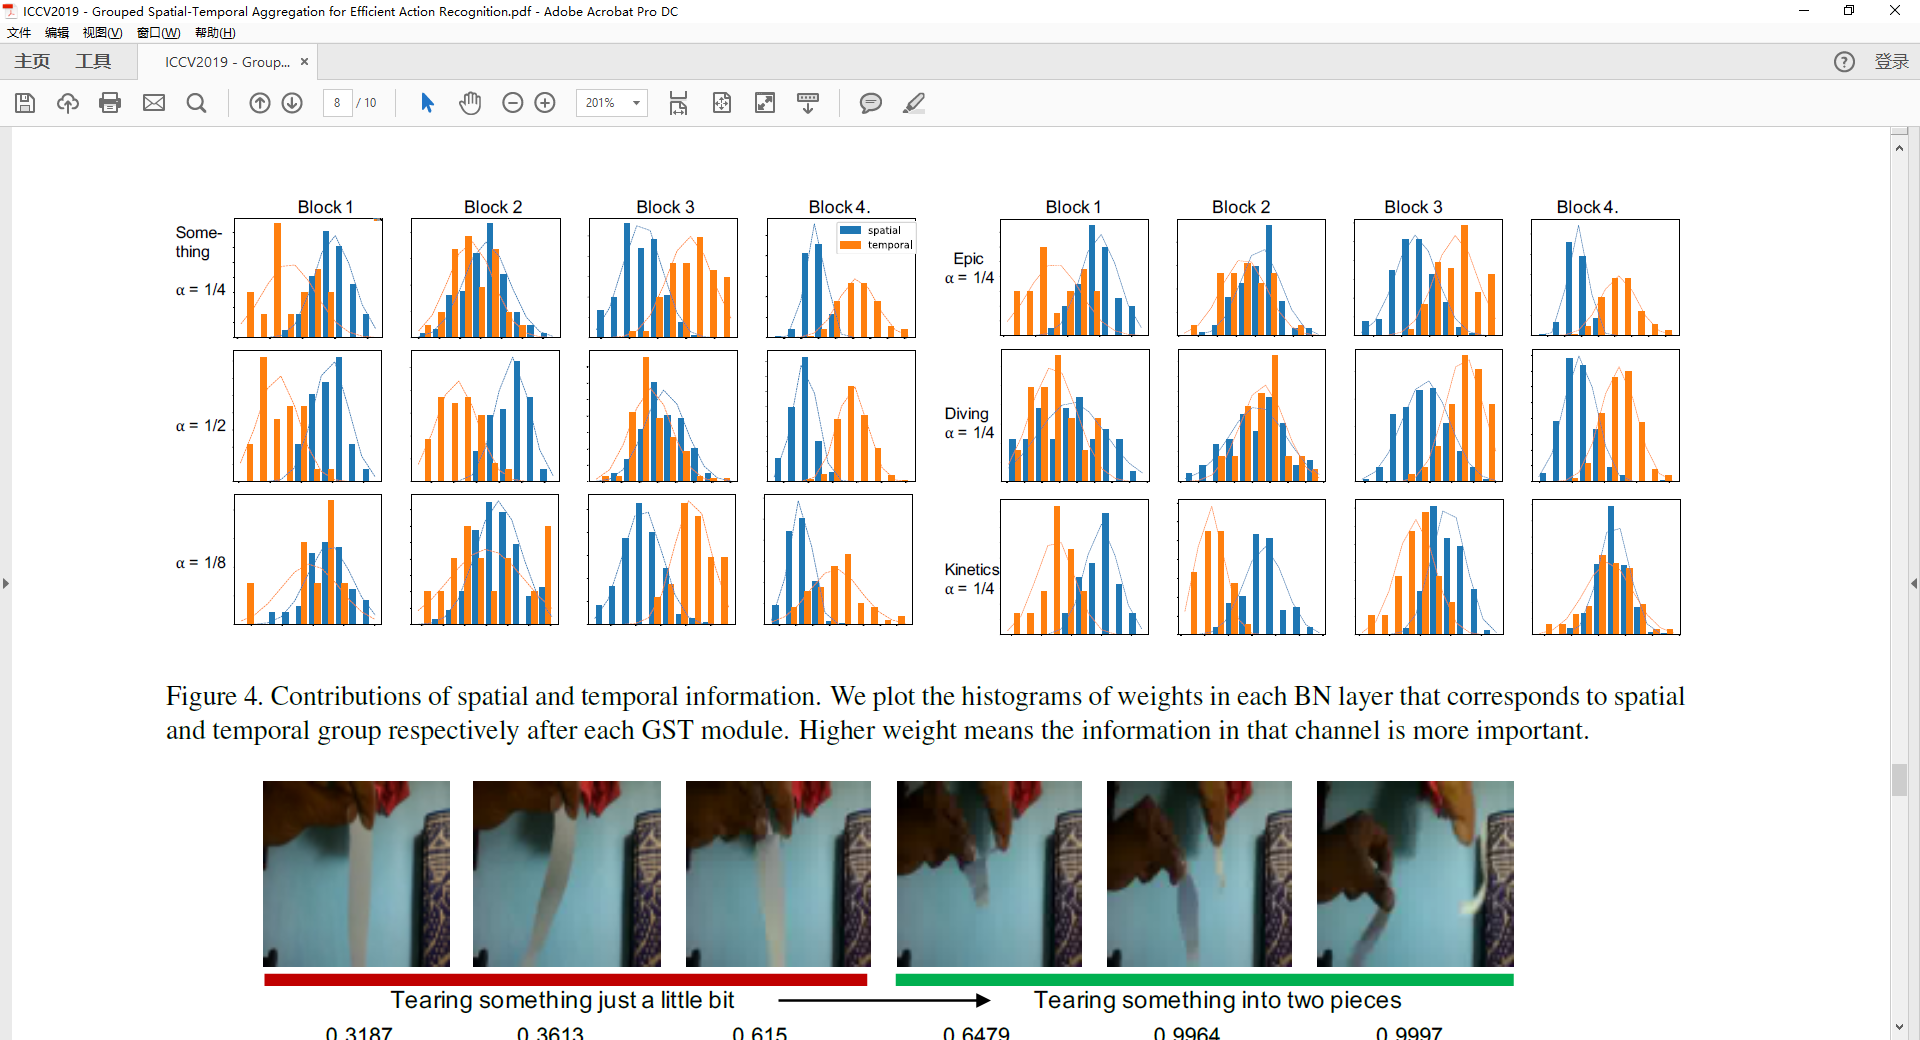 ICCV2019 - Grouped Spatial-Temporal Aggregation for Efficient Action Recognition.pdf - Adobe Acrobat Pro DC
文件 编辑 视图(V) 窗口(W) 帮助(H)
主页 工具 ICCV2019 - Group... × 登录
8 / 10 201%
Block 1 Block 2 Block 3 Block 4. Block 1 Block 2 Block 3 Block 4.
Some-
thing
α = 1/4
spatial
temporal
Epic
α = 1/4
α = 1/2
Diving
α = 1/4
α = 1/8
Kinetics
α = 1/4
Figure 4. Contributions of spatial and temporal information. We plot the histograms of weights in each BN layer that corresponds to spatial
and temporal group respectively after each GST module. Higher weight means the information in that channel is more important.
Tearing something just a little bit Tearing something into two pieces
0.3187 0.3613 0.615 0.6479 0.9964 0.9997